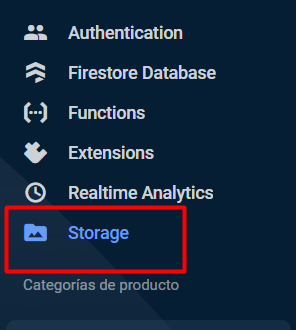 Authentication
Firestore Database
Functions
Extensions
Realtime Analytics
Storage
Categorías de producto